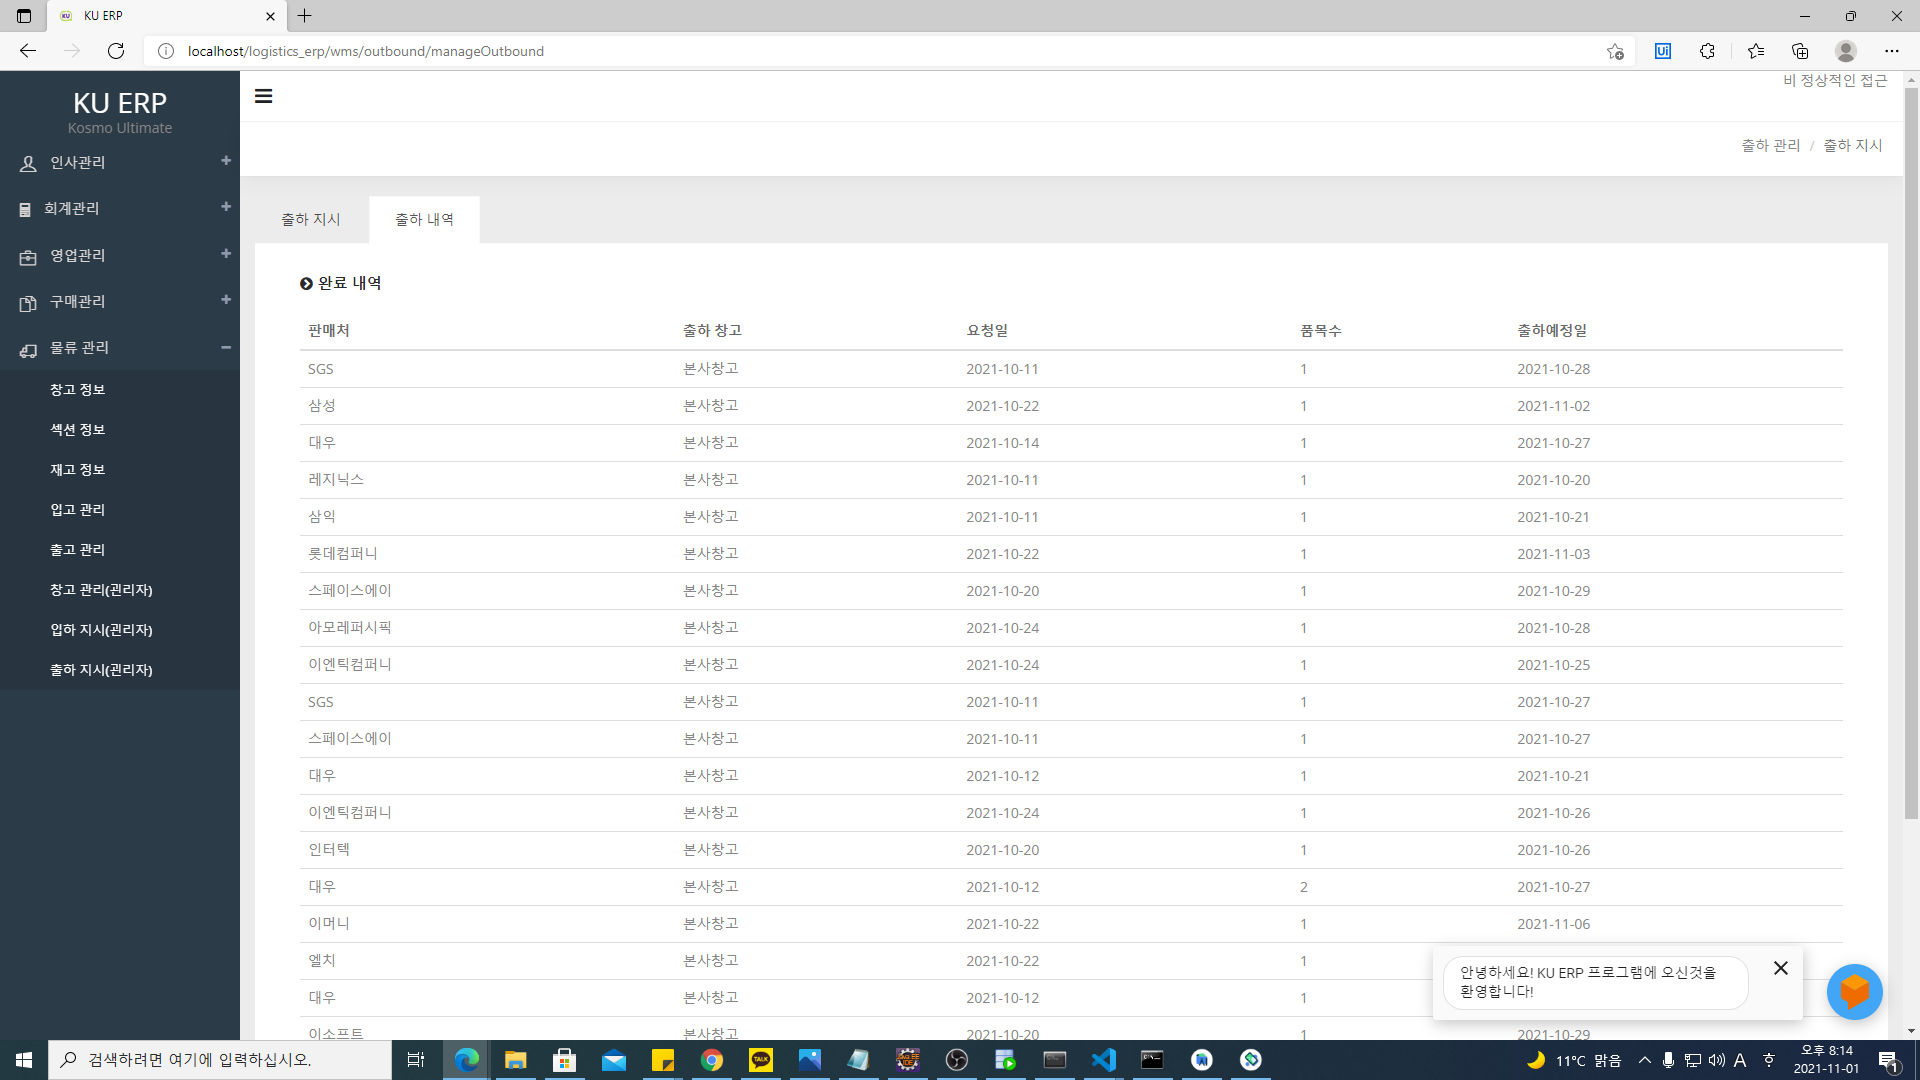 KU ERP
localhost/logistics_erp/wms/outbound/manageOutbound
Ui
KU ERP
Kosmo Ultimate
인사관리
회계관리
영업관리
구매관리
물류 관리
창고 정보
섹션 정보
재고 정보
입고 관리
출고 관리
창고 관리(관리자)
입하 지시(관리자)
출하 지시(관리자)
비 정상적인 접근
출하 관리 / 출하 지시
출하 지시 출하 내역
완료 내역
판매처 출하 창고 요청일 품목수 출하예정일
SGS 본사창고 2021-10-11 1 2021-10-28
삼성 본사창고 2021-10-22 1 2021-11-02
대우 본사창고 2021-10-14 1 2021-10-27
레지닉스 본사창고 2021-10-11 1 2021-10-20
삼익 본사창고 2021-10-11 1 2021-10-21
롯데컴퍼니 본사창고 2021-10-22 1 2021-11-03
스페이스에이 본사창고 2021-10-20 1 2021-10-29
아모레퍼시픽 본사창고 2021-10-24 1 2021-10-28
이엔틱컴퍼니 본사창고 2021-10-24 1 2021-10-25
SGS 본사창고 2021-10-11 1 2021-10-27
스페이스에이 본사창고 2021-10-11 1 2021-10-27
대우 본사창고 2021-10-12 1 2021-10-21
이엔틱컴퍼니 본사창고 2021-10-24 1 2021-10-26
인터텍 본사창고 2021-10-20 1 2021-10-26
대우 본사창고 2021-10-12 2 2021-10-27
이머니 본사창고 2021-10-22 1 2021-11-06
엘치 본사창고 2021-10-22 1
대우 본사창고 2021-10-12 1
이소프트 본사창고 2021-10-20 1 2021-10-29
안녕하세요! KU ERP 프로그램에 오신것을
환영합니다!
검색하려면 여기에 입력하십시오.
TALK
11°C 맑음
A 한
오후 8:14
2021-11-01
1